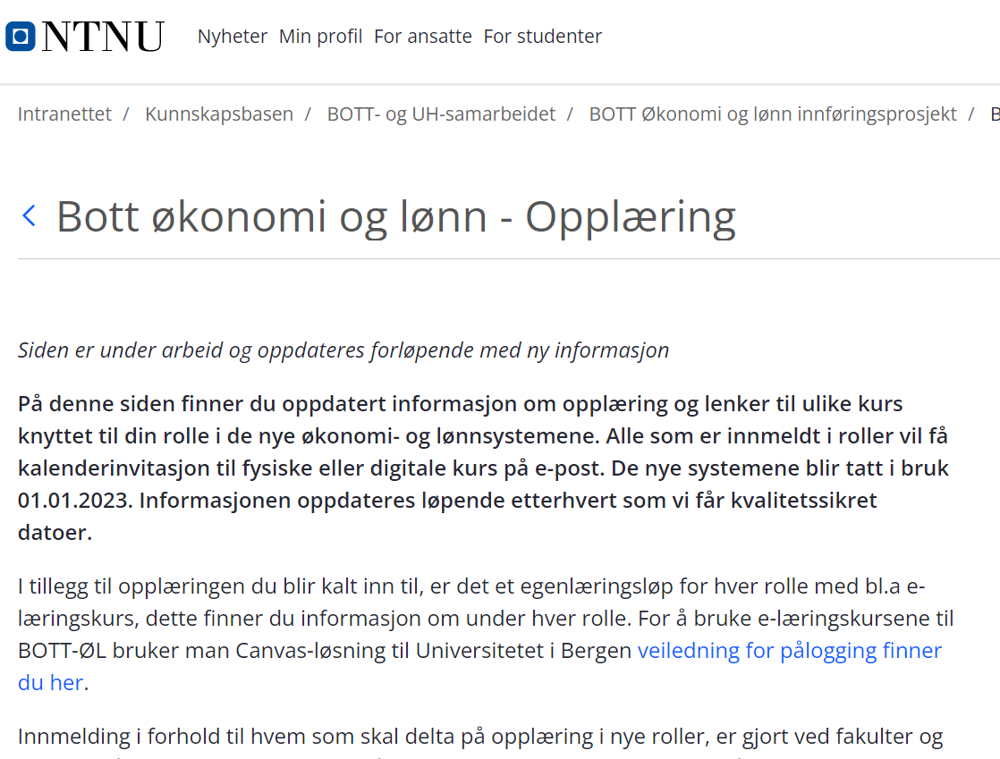 NTNU Nyheter Min profil For ansatte For studenter
Intranettet / Kunnskapsbasen / BOTT- og UH-samarbeidet / BOTT Økonomi og lønn innføringsprosjekt /
Bott økonomi og lønn - Opplæring
Siden er under arbeid og oppdateres forløpende med ny informasjon
På denne siden finner du oppdatert informasjon om opplæring og lenker til ulike kurs
knyttet til din rolle i de nye økonomi- og lønnsystemene. Alle som er innmeldt i roller vil få
kalenderinvitasjon til fysiske eller digitale kurs på e-post. De nye systemene blir tatt i bruk
01.01.2023. Informasjonen oppdateres løpende etterhvert som vi får kvalitetssikret
datoer.
I tillegg til opplæringen du blir kalt inn til, er det et egenlæringsløp for hver rolle med bl.a e-
læringskurs, dette finner du informasjon om under hver rolle. For å bruke e-læringskursene til
BOTT-ØL bruker man Canvas-løsning til Universitetet i Bergen veiledning for pålogging finner
du her.
Innmelding i forhold til hvem som skal delta på opplæring i nye roller, er gjort ved fakulter og